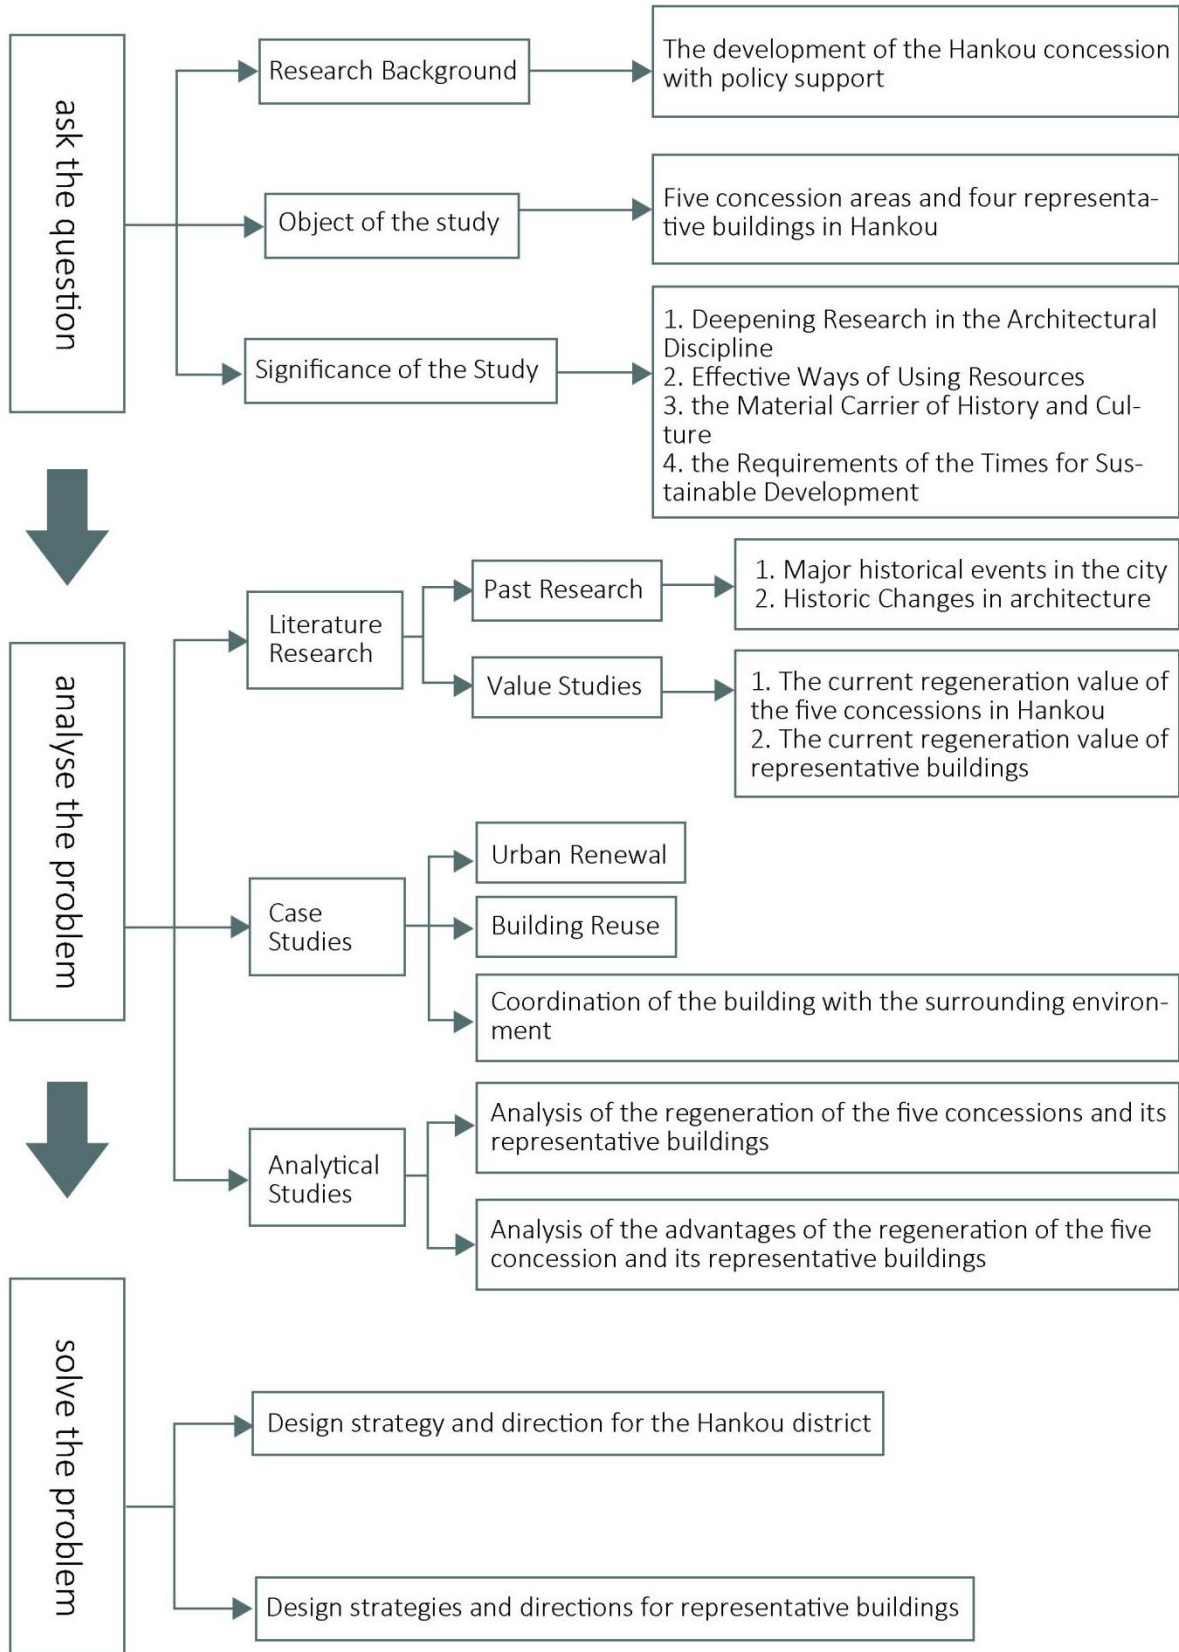 ask the question
Research Background
The development of the Hankou concession
with policy support
Object of the study
Five concession areas and four representa-
tive buildings in Hankou
Significance of the Study
1. Deepening Research in the Architectural
Discipline
2. Effective Ways of Using Resources
3. the Material Carrier of History and Cul-
ture
4. the Requirements of the Times for Sus-
tainable Development
analyse the problem
Literature
Research
Past Research
1. Major historical events in the city
2. Historic Changes in architecture
Value Studies
1. The current regeneration value of
the five concessions in Hankou
2. The current regeneration value of
representative buildings
Case
Studies
Urban Renewal
Building Reuse
Coordination of the building with the surrounding environ-
ment
Analytical
Studies
Analysis of the regeneration of the five concessions and its
representative buildings
Analysis of the advantages of the regeneration of the five
concession and its representative buildings
solve the problem
Design strategy and direction for the Hankou district
Design strategies and directions for representative buildings